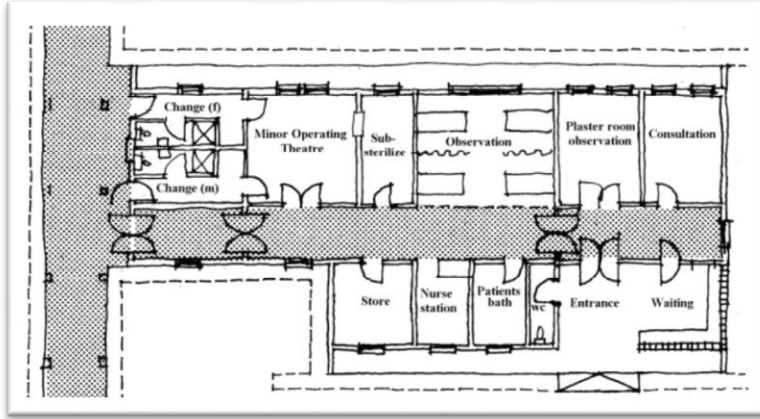 Change (f)
Minor Operating
Theatre
Sub-
sterilize
Observation
Plaster room
observation
Consultation
Change (m)
Store
Nurse
station
Patients
bath
wc
Entrance
Waiting